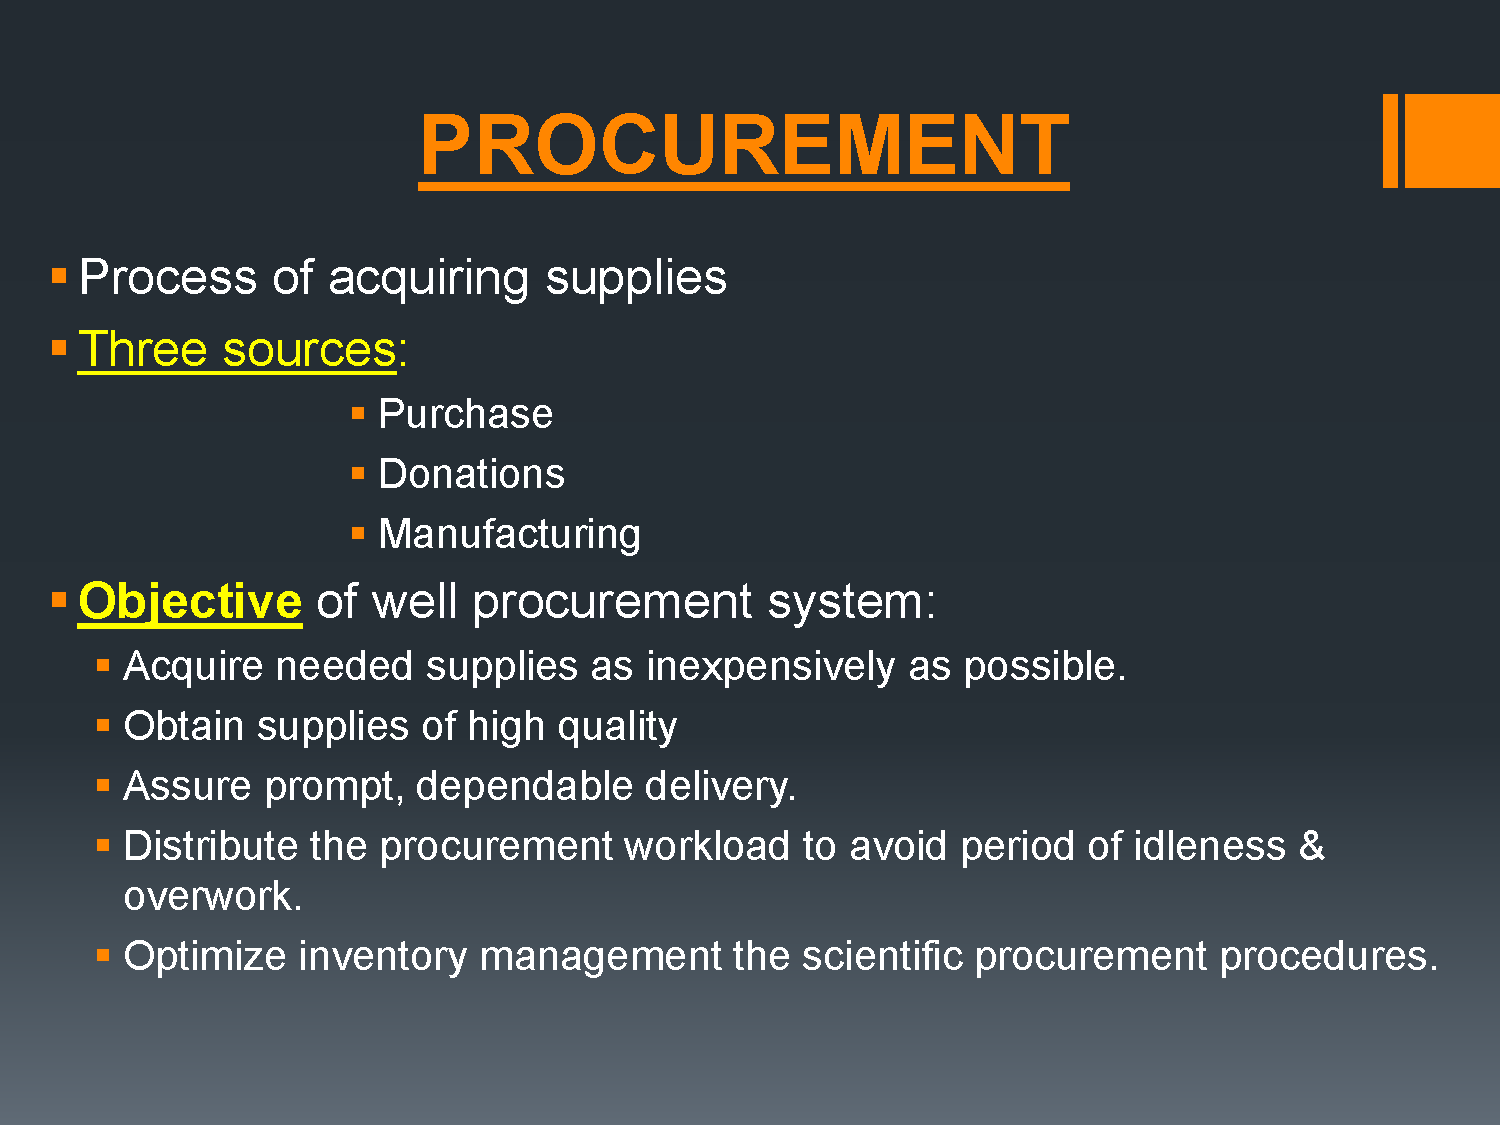 PROCUREMENT
Process of acquiring supplies
Three sources:
Purchase
Donations
Manufacturing
Objective of well procurement system:
Acquire needed supplies as inexpensively as possible.
Obtain supplies of high quality
Assure prompt, dependable delivery.
Distribute the procurement workload to avoid period of idleness &
overwork.
Optimize inventory management the scientific procurement procedures.